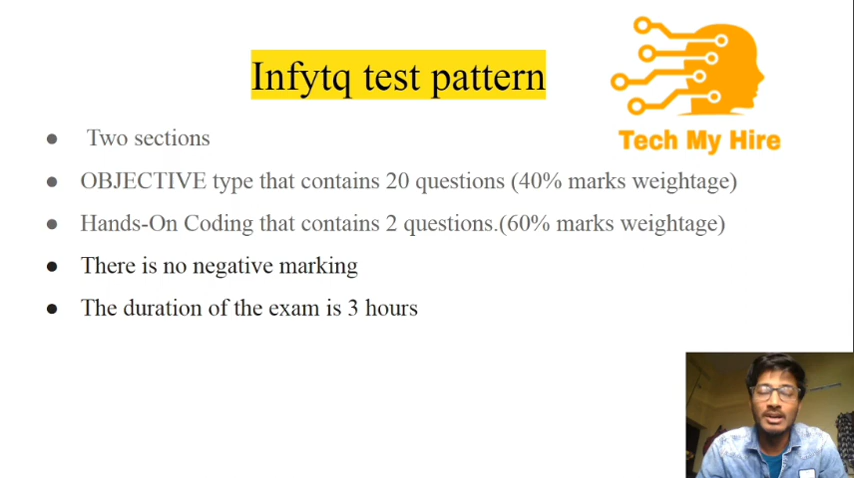 Infytq test pattern
Tech My Hire
● Two sections
● OBJECTIVE type that contains 20 questions (40% marks weightage)
● Hands-On Coding that contains 2 questions.(60% marks weightage)
● There is no negative marking
● The duration of the exam is 3 hours